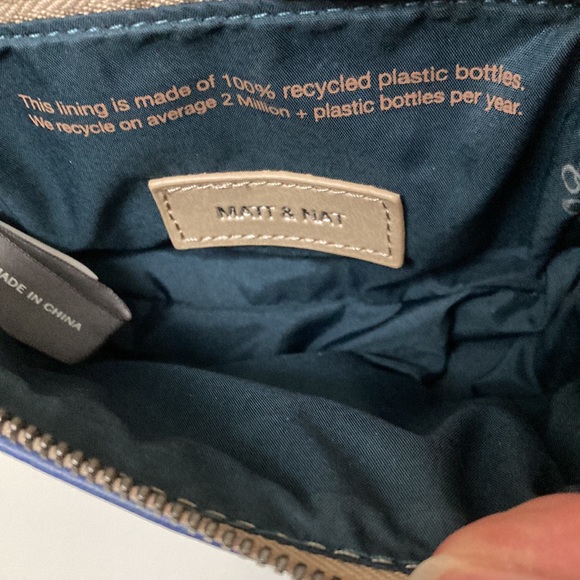 This lining is made of 100% recycled plastic bottles.
We recycle on average 2 Million + plastic bottles per year.
MATT & NAT
MADE IN CHINA